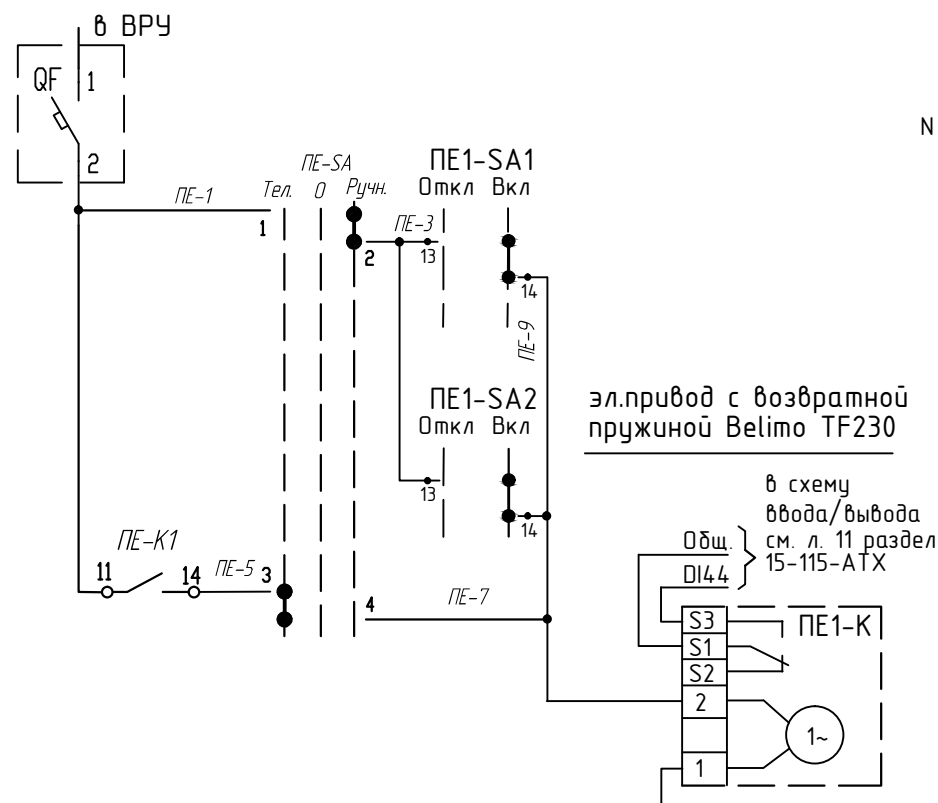 в ВРУ
QF
1
2
N
ПЕ-SA
Тел.
0
Ручн.
ПЕ-1
1
2
ПЕ-3
ПЕ1-SA1
Откл Вкл
13
14
ПЕ-9
ПЕ1-SA2
Откл Вкл
13
14
эл.привод с возвратной
пружиной Belimo TF230
в схему
ввода/вывода
см. л. 11 раздел
15-115-АТХ
Общ.
DI44
ПЕ-К1
11
14
ПЕ-5
3
4
ПЕ-7
S3
S1
S2
2
1
ПЕ1-К
1~